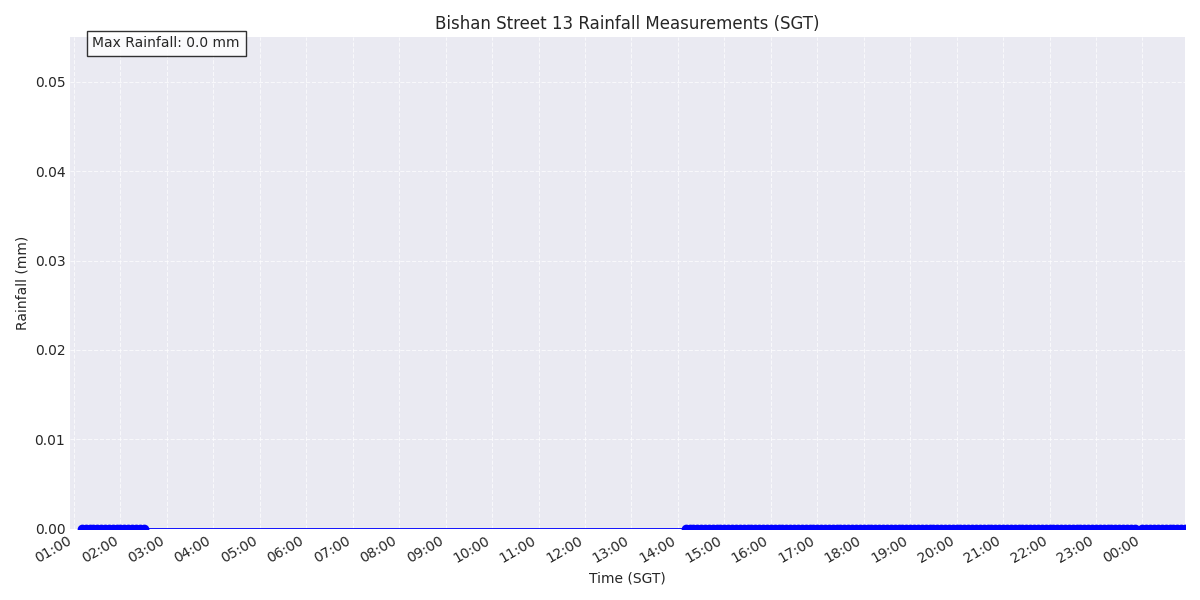 Bishan Street 13 Rainfall Measurements (SGT)
Max Rainfall: 0.0 mm
Rainfall (mm)
0.05
0.04
0.03
0.02
0.01
0.00
01:00 02:00 03:00 04:00 05:00 06:00 07:00 08:00 09:00 10:00 11:00 12:00 13:00 14:00 15:00 16:00 17:00 18:00 19:00 20:00 21:00 22:00 23:00 00:00
Time (SGT)